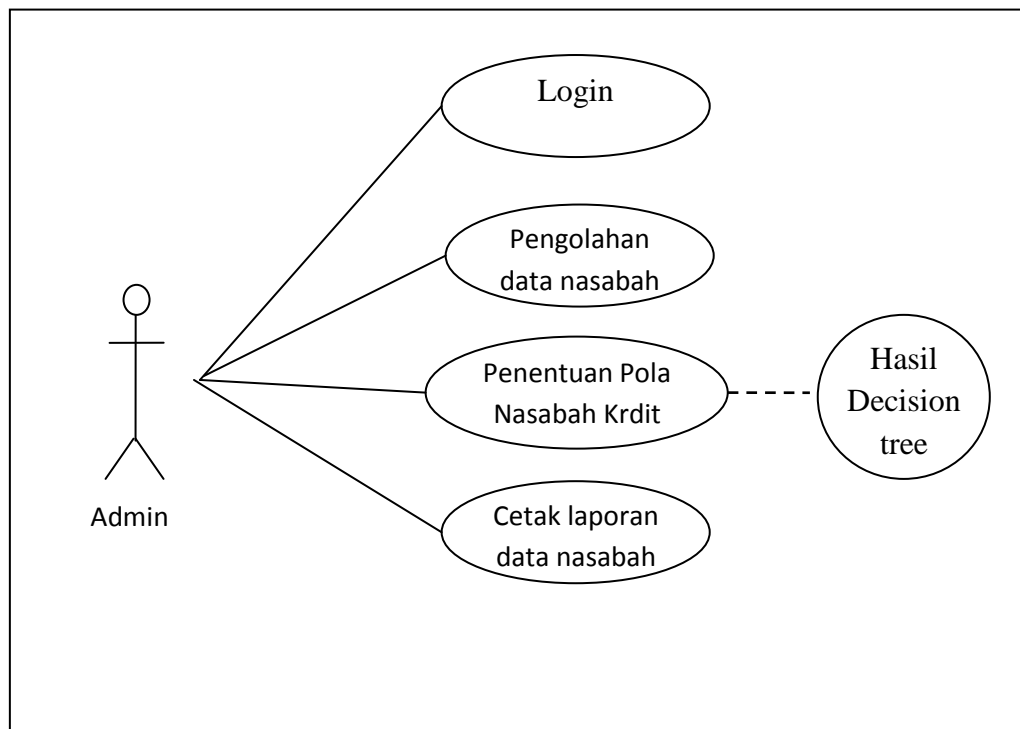 Login
Pengolahan
data nasabah
Penentuan Pola
Nasabah Krdit
Hasil
Decision
tree
Cetak laporan
data nasabah
Admin